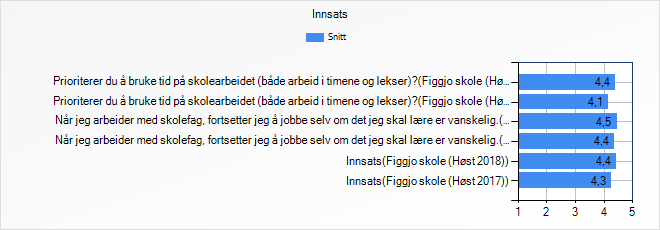 Innsats
Snitt
Prioriterer du å bruke tid på skolearbeidet (både arbeid i timene og lekser)?(Figgjo skole (Hø... 4,4
Prioriterer du å bruke tid på skolearbeidet (både arbeid i timene og lekser)?(Figgjo skole (Hø... 4,1
Når jeg arbeider med skolefag, fortsetter jeg å jobbe selv om det jeg skal lære er vanskelig.(... 4,5
Når jeg arbeider med skolefag, fortsetter jeg å jobbe selv om det jeg skal lære er vanskelig.(... 4,4
Innsats(Figgjo skole (Høst 2018)) 4,4
Innsats(Figgjo skole (Høst 2017)) 4,3
1 2 3 4 5